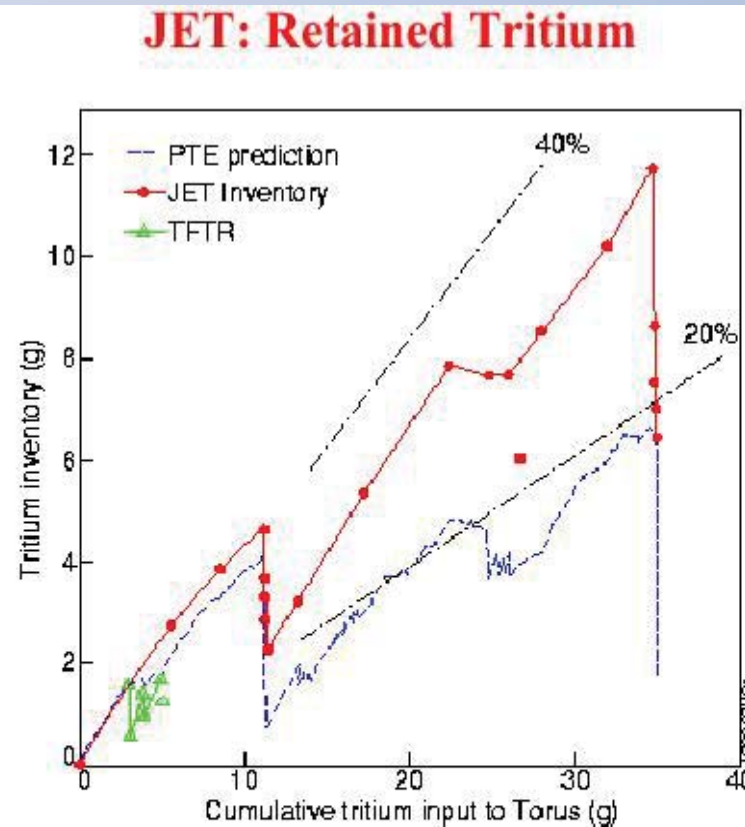 JET: Retained Tritium
PTE prediction
JET Inventory
TFTR
40%
20%
12
10
8
6
4
2
0
0 10 20 30 40
Tritium inventory (g)
Cumulative tritium input to Torus (g)